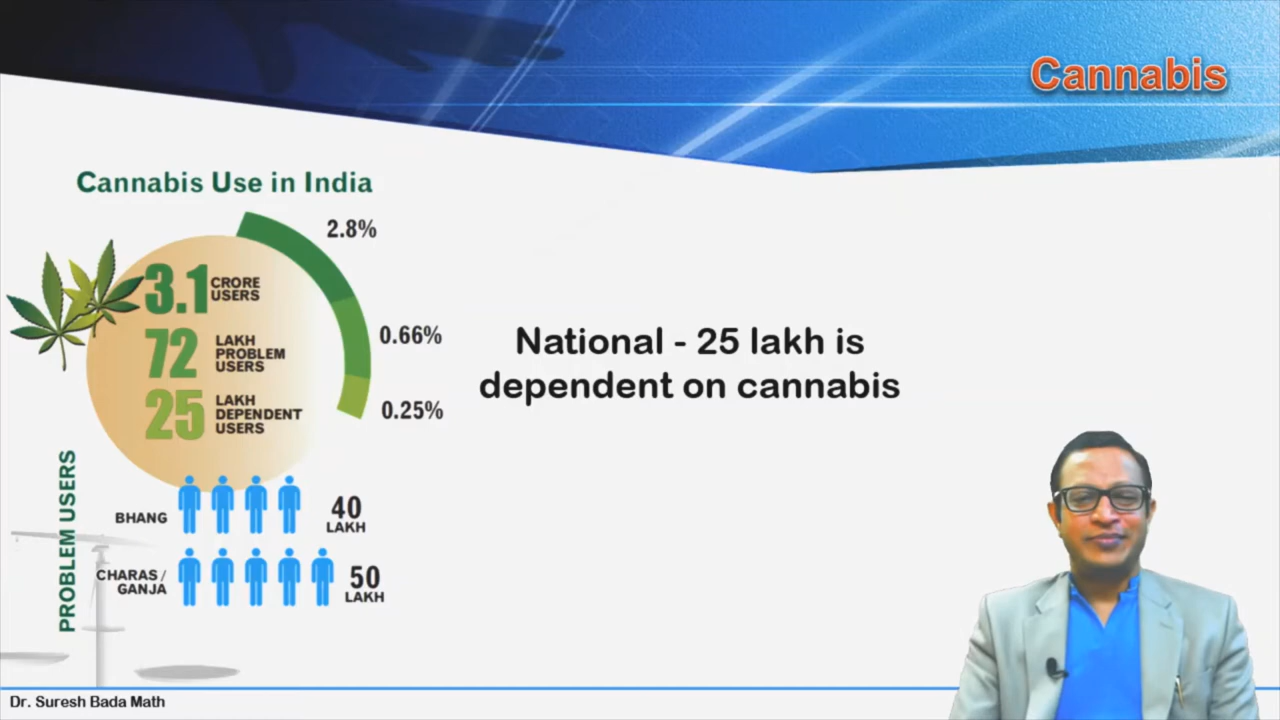 Cannabis
Cannabis Use in India
2.8%
3.1
CRORE
USERS
0.66%
72
LAKH
PROBLEM
USERS
0.25%
25
LAKH
DEPENDENT
USERS
National - 25 lakh is
dependent on cannabis
PROBLEM USERS
BHANG
40
LAKH
CHARAS /
GANJA
50
LAKH
Dr. Suresh Bada Math